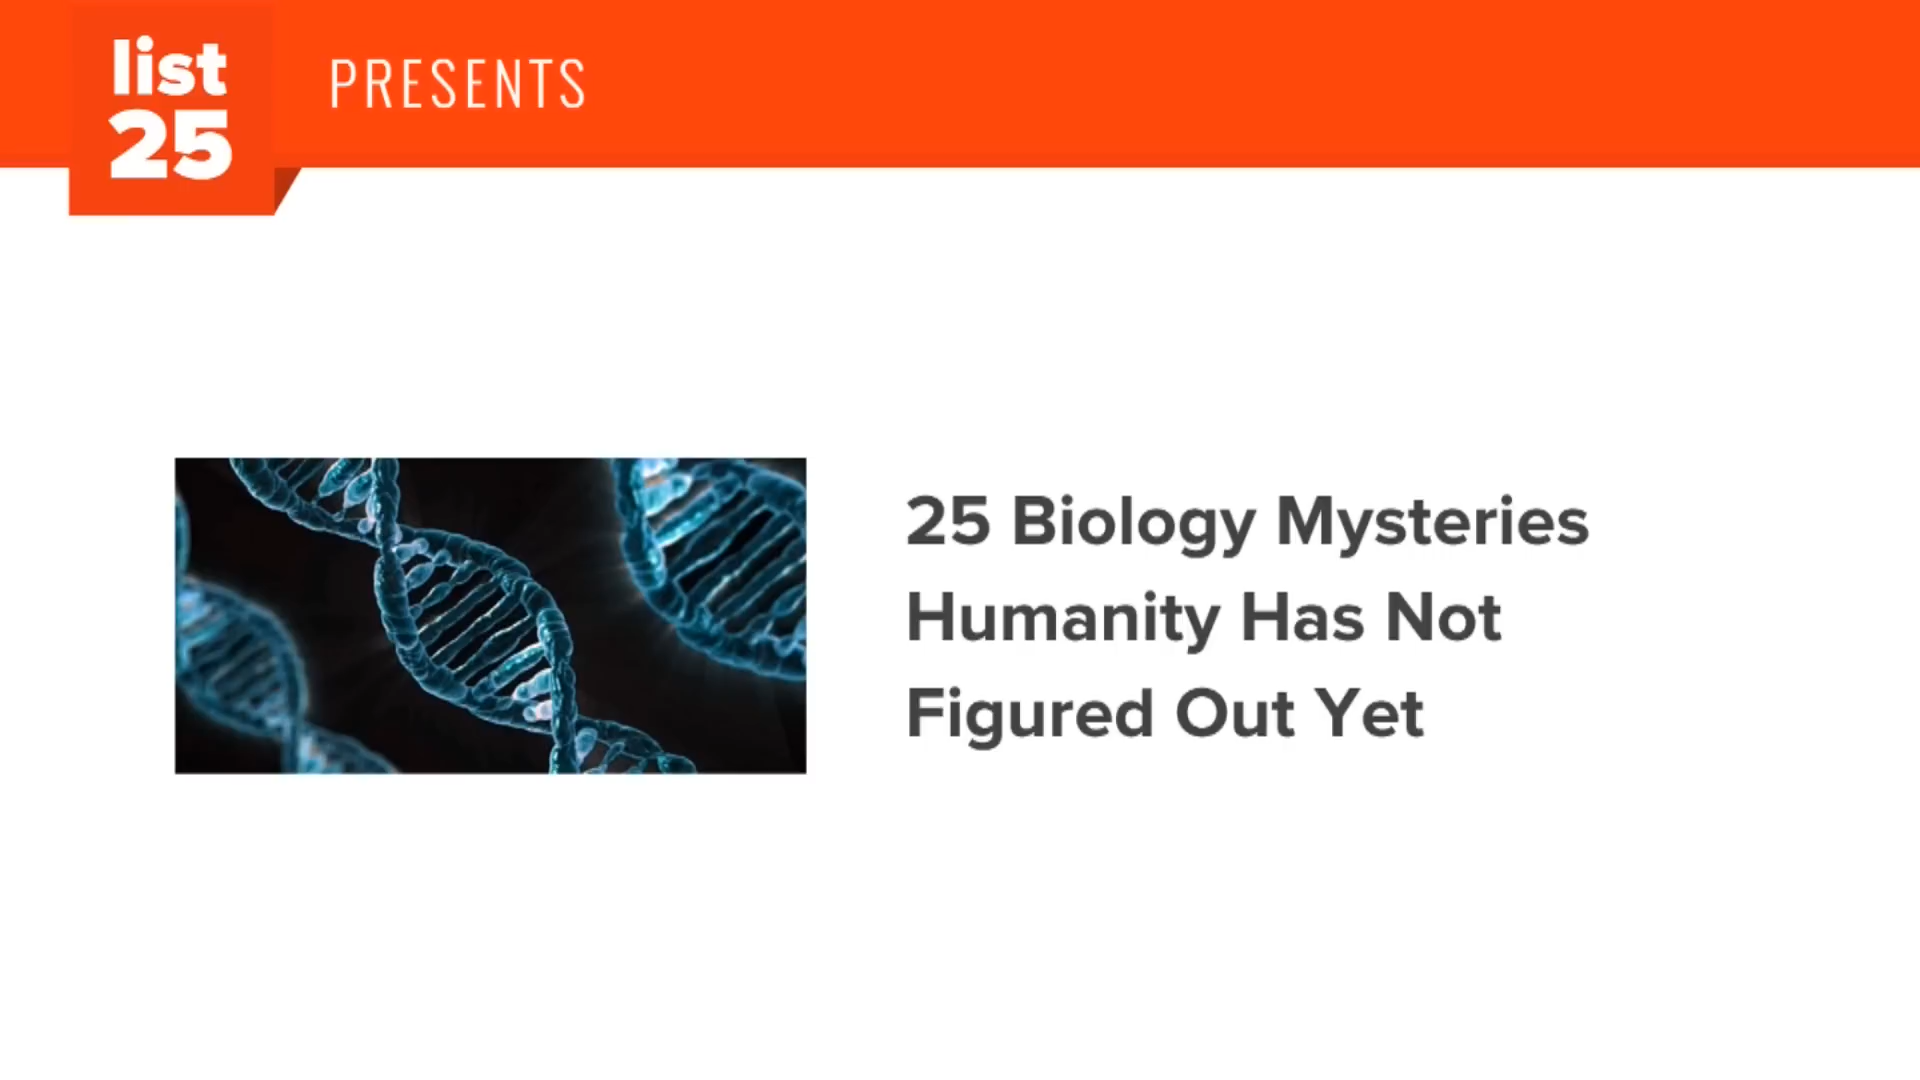 list
25
PRESENTS
25 Biology Mysteries
Humanity Has Not
Figured Out Yet